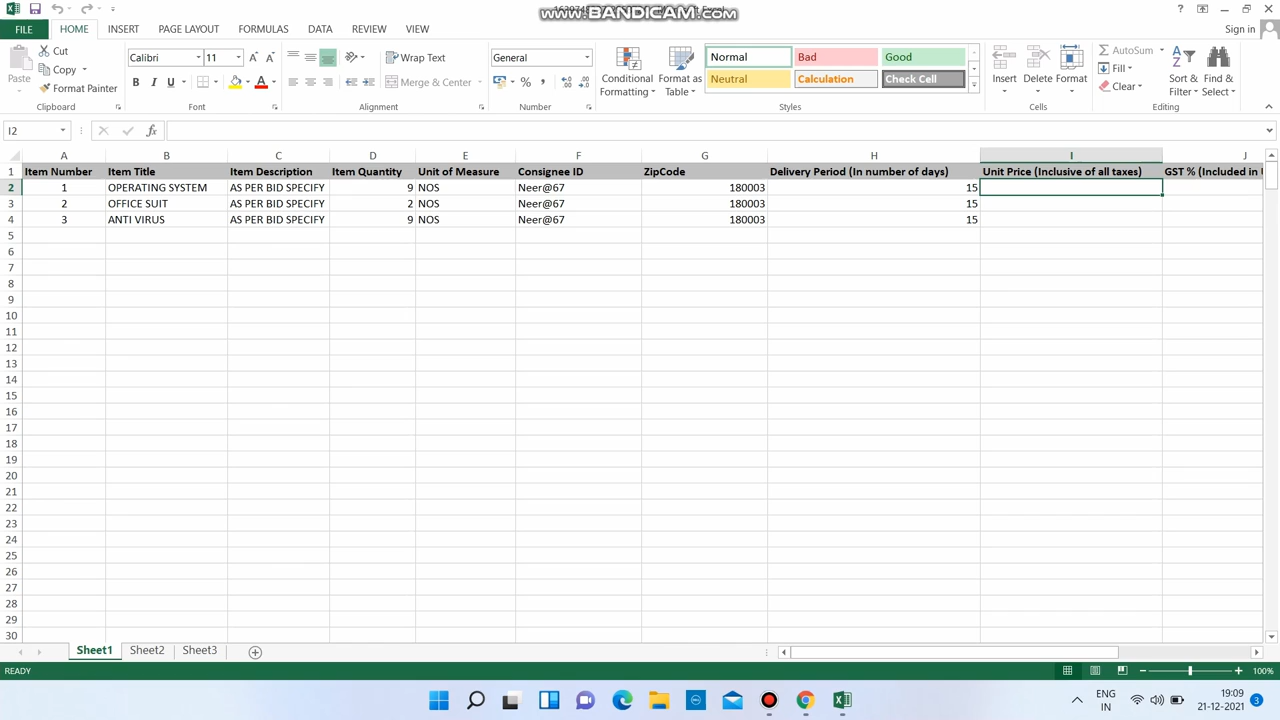 www.BANDICAM.com
Sign in
FILE HOME INSERT PAGE LAYOUT FORMULAS DATA REVIEW VIEW
Paste
Cut
Copy
Format Painter
Clipboard
Calibri 11
B I U
Font
Wrap Text
Merge & Center
Alignment
General
Number
Conditional Formatting
Format as Table
Normal Bad Good
Neutral Calculation Check Cell
Styles
Insert Delete Format
Cells
AutoSum
Fill
Clear
Sort & Filter
Find & Select
Editing
I2
A B C D E F G H I J
1 Item Number Item Title Item Description Item Quantity Unit of Measure Consignee ID ZipCode Delivery Period (In number of days) Unit Price (Inclusive of all taxes) GST % (Included in
2 1 OPERATING SYSTEM AS PER BID SPECIFY 9 NOS Neer@67 180003 15
3 2 OFFICE SUIT AS PER BID SPECIFY 2 NOS Neer@67 180003 15
4 3 ANTI VIRUS AS PER BID SPECIFY 9 NOS Neer@67 180003 15
5
6
7
8
9
10
11
12
13
14
15
16
17
18
19
20
21
22
23
24
25
26
27
28
29
30
Sheet1 Sheet2 Sheet3
READY
100%
ENG
IN
19:09
21-12-2021
3